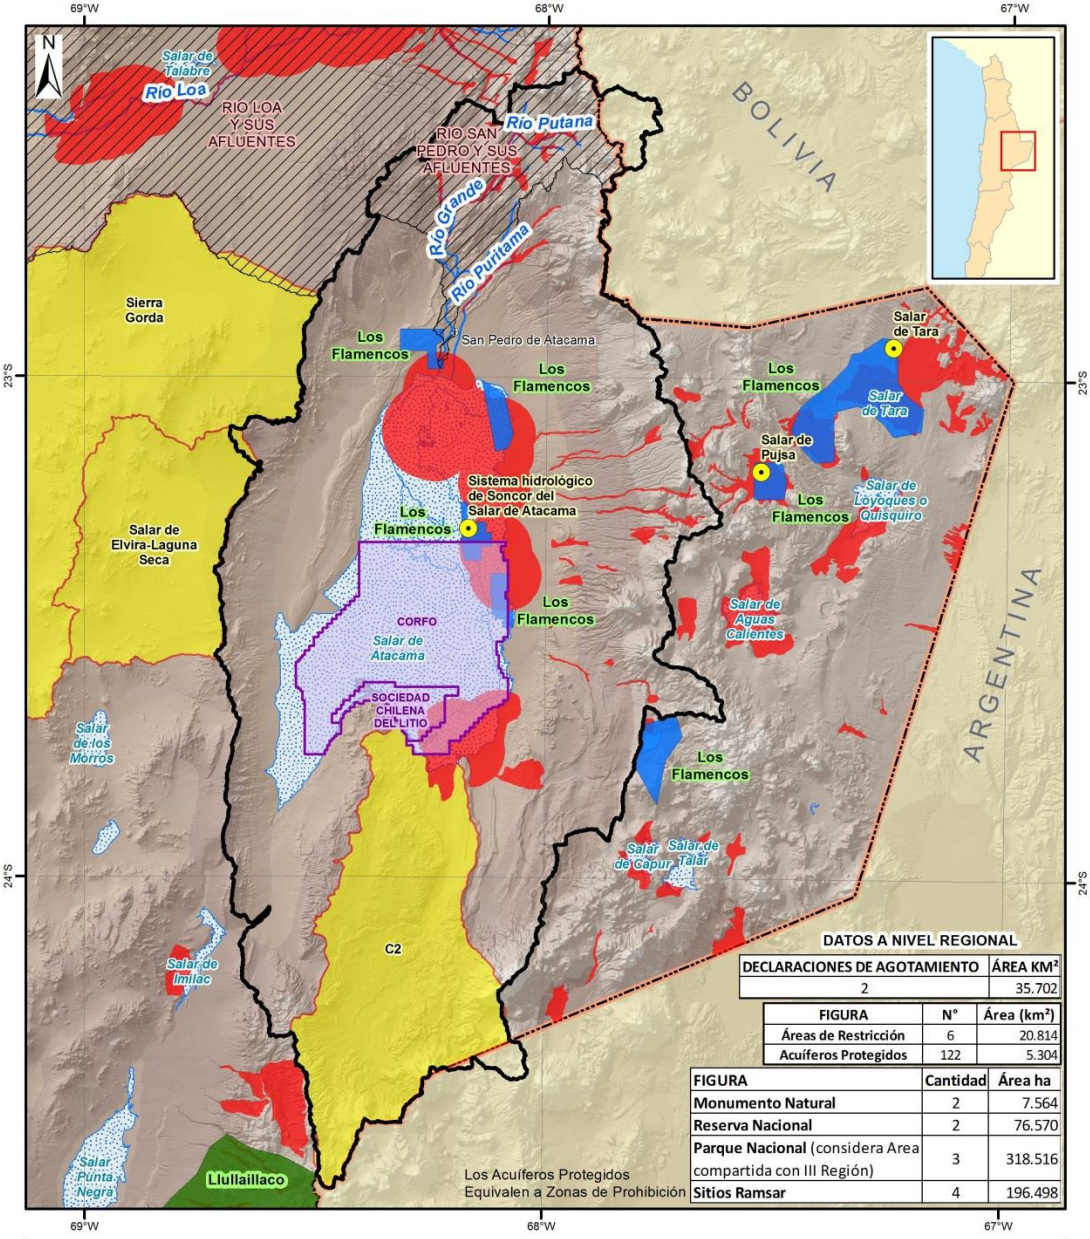 69°W
68°W
67°W
N
Salar de
Talabre
Río Loa
RIO LOA
Y SUS
AFLUENTES
RIO SAN
PEDRO Y SUS
AFLUENTES
Río Putana
Río Grande
Río Puritama
BOLIVIA
Sierra
Gorda
Los
Flamencos
San Pedro de Atacama
Los
Flamencos
Los
Flamencos
Salar
de Tara
Salar
de Tara
23°S
23°S
Salar de
Pujsa
Los
Flamencos
Salar de
Loyoques o
Quisquiro
Sistema hidrológico
de Soncor del
Salar de Atacama
Los
Flamencos
Salar de
Elvira-Laguna
Seca
Los
Flamencos
CORFO
Salar de
Atacama
Salar de
Aguas
Calientes
ARGENTINA
SOCIEDAD
CHILENA
DEL LITIO
Salar
de los
Morros
Los
Flamencos
Salar
de Capur
Salar de
Talar
24°S
24°S
C2
Salar de
Imilac
Salar
Punta
Negra
Llullaillaco
Los Acuíferos Protegidos
Equivalen a Zonas de Prohibición
DATOS A NIVEL REGIONAL
DECLARACIONES DE AGOTAMIENTO ÁREA KM²
2 35.702
FIGURA N° Área (km²)
Áreas de Restricción 6 20.814
Acuíferos Protegidos 122 5.304
FIGURA Cantidad Área ha
Monumento Natural 2 7.564
Reserva Nacional 2 76.570
Parque Nacional (considera Area
compartida con III Región) 3 318.516
Sitios Ramsar 4 196.498
69°W
68°W
67°W